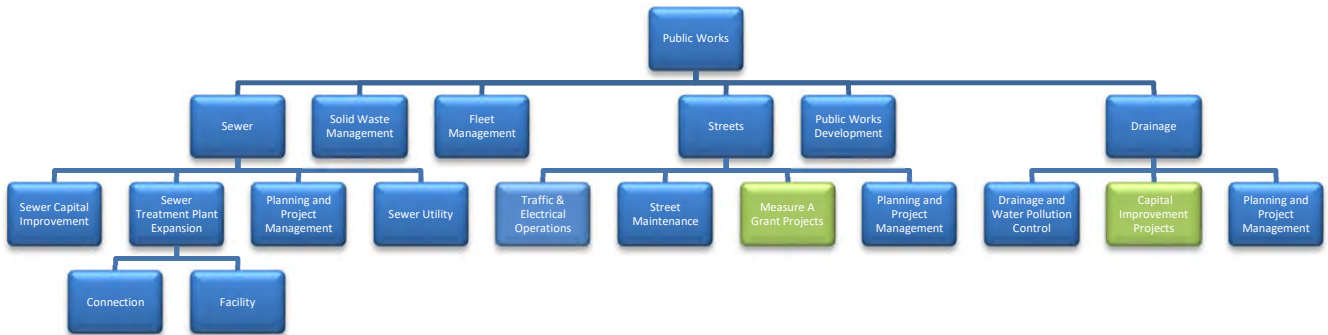 Public Works
Sewer
Solid Waste
Management
Fleet
Management
Streets
Public Works
Development
Drainage
Sewer Capital
Improvement
Sewer
Treatment Plant
Expansion
Planning and
Project
Management
Sewer Utility
Traffic &
Electrical
Operations
Street
Maintenance
Measure A
Grant Projects
Planning and
Project
Management
Drainage and
Water Pollution
Control
Capital
Improvement
Projects
Planning and
Project
Management
Connection
Facility